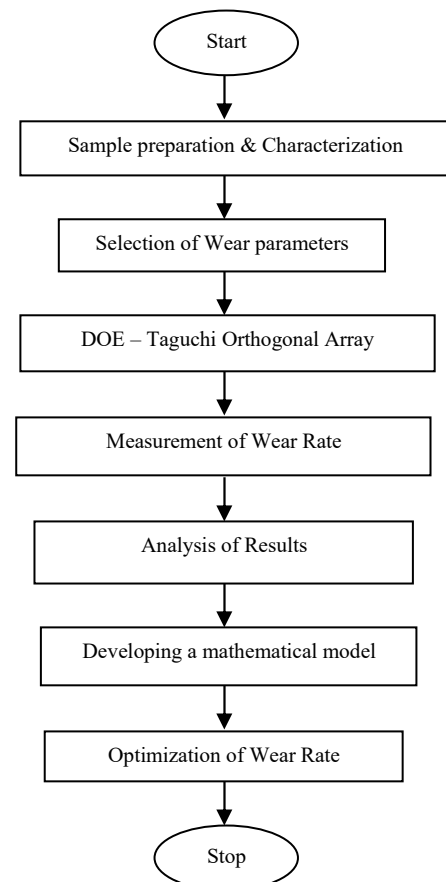 Start
Sample preparation & Characterization
Selection of Wear parameters
DOE – Taguchi Orthogonal Array
Measurement of Wear Rate
Analysis of Results
Developing a mathematical model
Optimization of Wear Rate
Stop